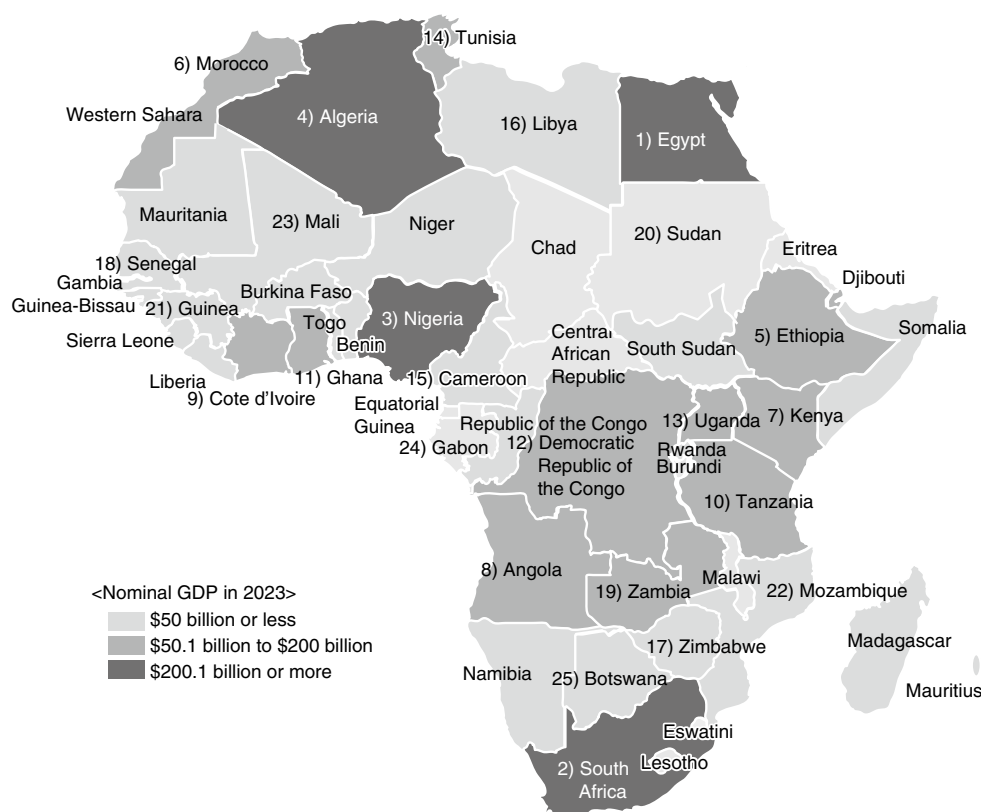 14) Tunisia
6) Morocco
Western Sahara
4) Algeria
16) Libya
1) Egypt
Mauritania
23) Mali
Niger
Chad
20) Sudan
Eritrea
18) Senegal
Gambia
Guinea-Bissau
21) Guinea
Burkina Faso
Djibouti
Sierra Leone
Togo
Benin
3) Nigeria
Central
African
Republic
South Sudan
5) Ethiopia
Somalia
Liberia
9) Cote d'Ivoire
11) Ghana
15) Cameroon
Equatorial
Guinea
24) Gabon
Republic of the Congo
12) Democratic
Republic of
the Congo
13) Uganda
7) Kenya
Rwanda
Burundi
10) Tanzania
8) Angola
19) Zambia
Malawi
22) Mozambique
<Nominal GDP in 2023>
$50 billion or less
$50.1 billion to $200 billion
$200.1 billion or more
17) Zimbabwe
Madagascar
Mauritius
Namibia
25) Botswana
Eswatini
Lesotho
2) South
Africa